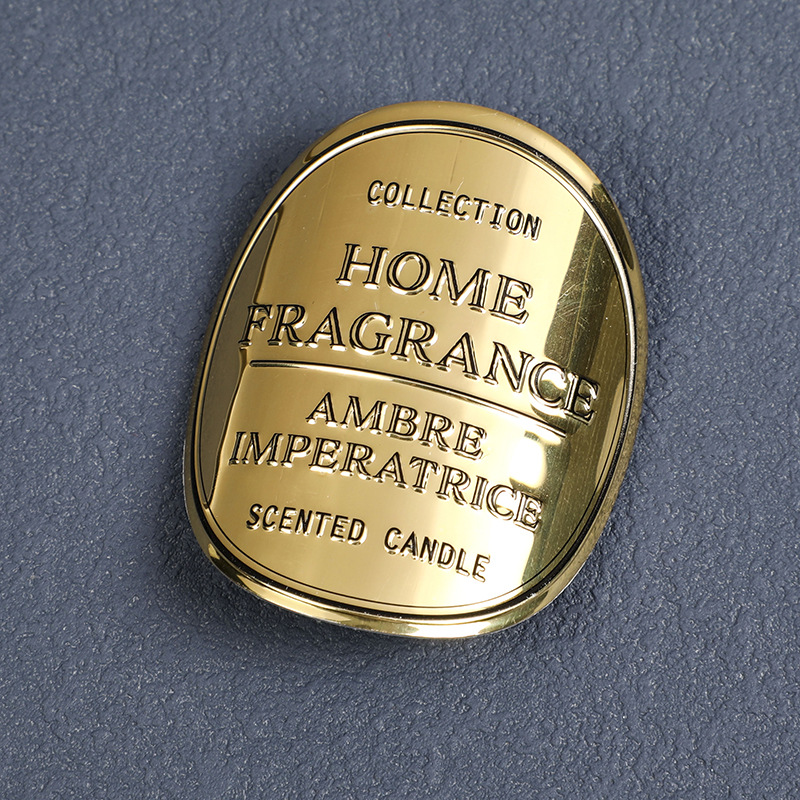 COLLECTION
HOME
FRAGRANCE
AMBRE
IMPERATRICE
SCENTED CANDLE